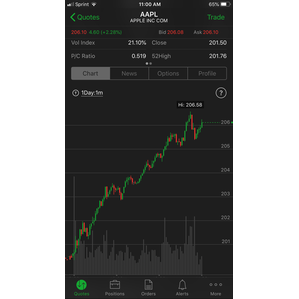 Sprint 11:00 AM 65%
Quotes AAPL Trade
APPLE INC COM
206.10 4.60 (+2.28%) Bid 206.08 Ask 206.10
Vol Index 21.10% Close 201.50
P/C Ratio 0.519 52High 201.76
Chart News Options Profile
1Day:1m ?
Hi: 206.58
206
205
204
203
202
201
Quotes Positions Orders Alerts More